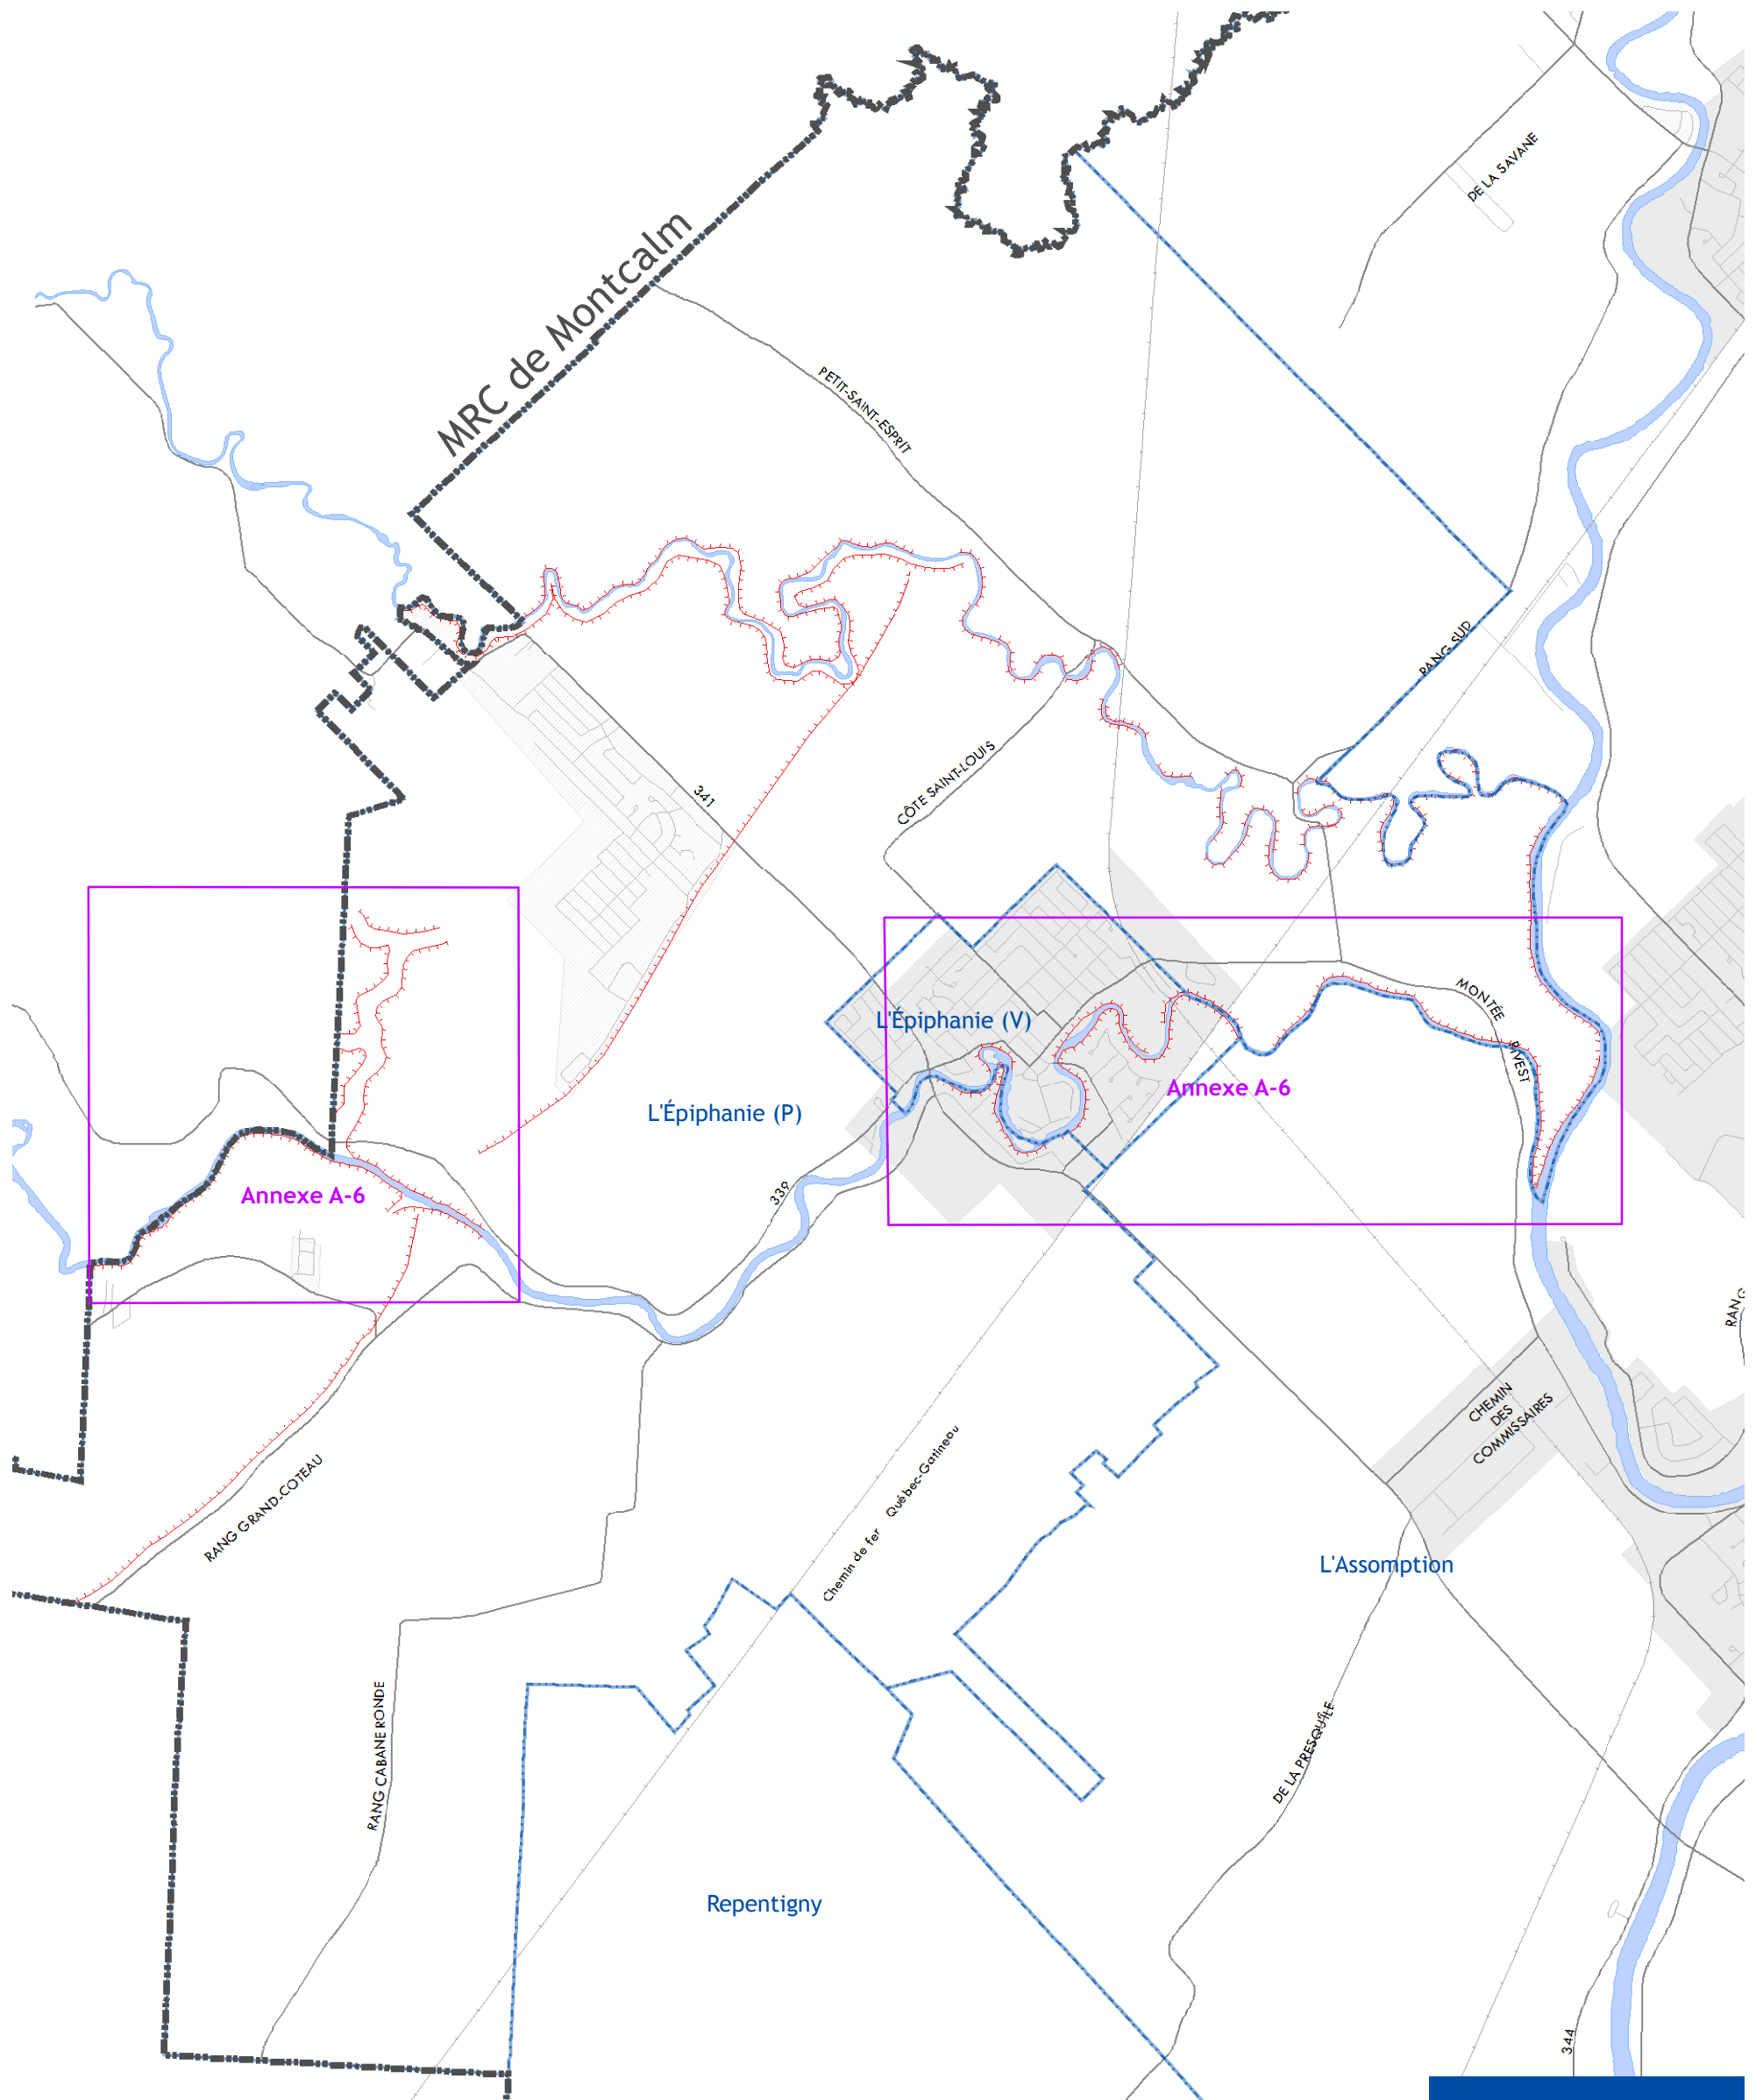 DE LA SAVANE
MRC de Montcalm
PETIT-SAINT-ESPRIT
RANG SUD
CÔTE SAINT-LOUIS
341
MONTÉE
RIVEST
L'Épiphanie (V)
Annexe A-6
L'Épiphanie (P)
339
Annexe A-6
RANG
CHEMIN
DES
COMMISSAIRES
RANG GRAND-COTEAU
Chemin de fer Québec-Gatineau
L'Assomption
RANG CABANE RONDE
DE LA PRESQU'ÎLE
Repentigny
344